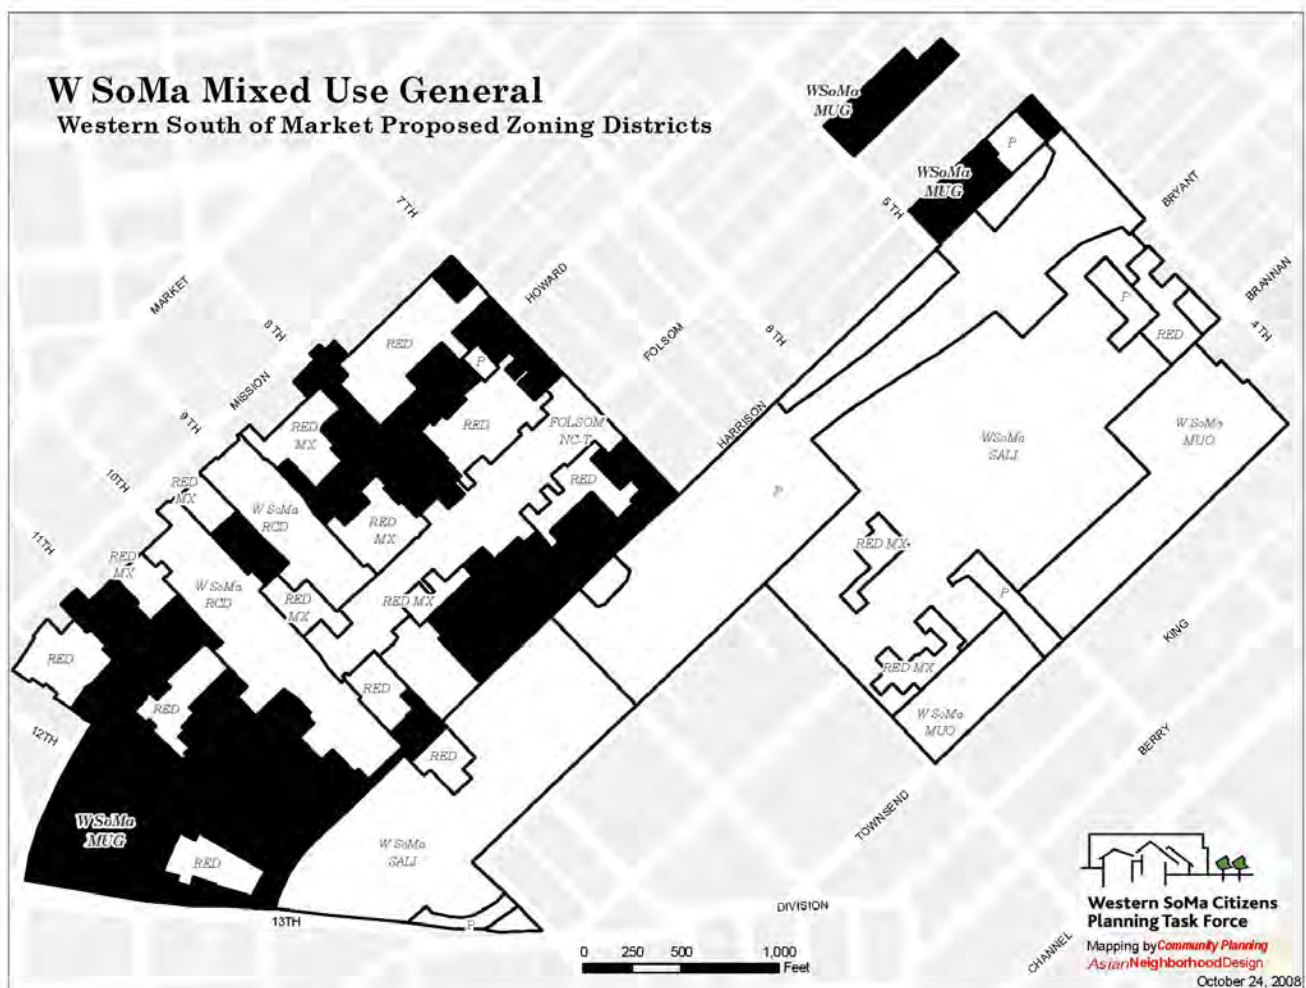 W SoMa Mixed Use General
Western South of Market Proposed Zoning Districts
WSoMa
MUG
P
WSoMa
MUG
7TH
5TH
BRYANT
MARKET
HOWARD
BRANNAN
8TH
FOLSOM
6TH
4TH
P
RED
RED
P
MISSION
9TH
HARRISON
RED
MX
RED
FOLSOM
NC-T
WSoMa
SALI
W SoMa
MUO
10TH
RED
MX
RED
P
W SoMa
RCD
RED
MX
11TH
RED MX
RED
MX
W SoMa
RCD
RED
MX
RED MX
P
KING
RED
RED
RED
RED MX
W SoMa
MUO
12TH
RED
BERRY
TOWNSEND
W SoMa
MUG
W SoMa
SALI
RED
13TH
P
DIVISION
CHANNEL
0 250 500 1,000
Feet
Western SoMa Citizens
Planning Task Force
Mapping by Community Planning
Asian Neighborhood Design
October 24, 2008